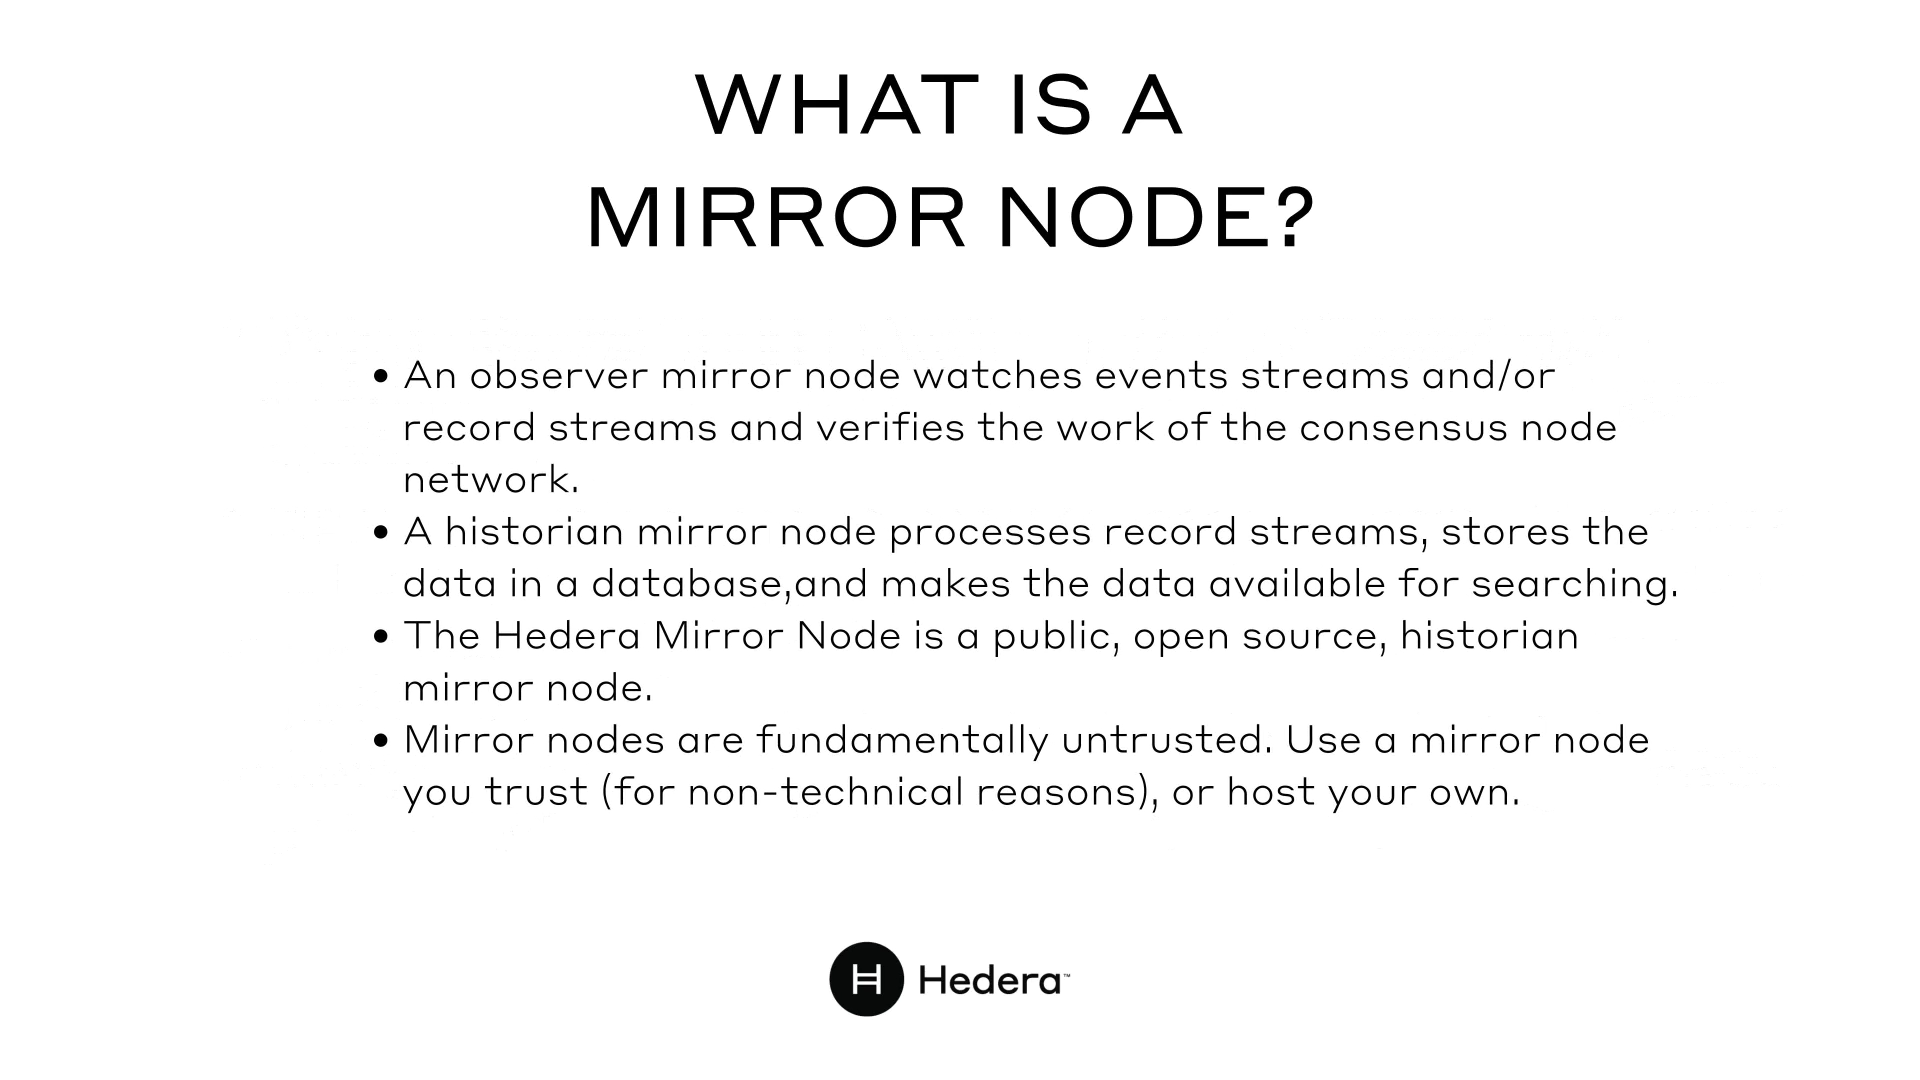 WHAT IS A
MIRROR NODE?
• An observer mirror node watches events streams and/or
record streams and verifies the work of the consensus node
network.
• A historian mirror node processes record streams, stores the
data in a database,and makes the data available for searching.
• The Hedera Mirror Node is a public, open source, historian
mirror node.
• Mirror nodes are fundamentally untrusted. Use a mirror node
you trust (for non-technical reasons), or host your own.
H Hedera™